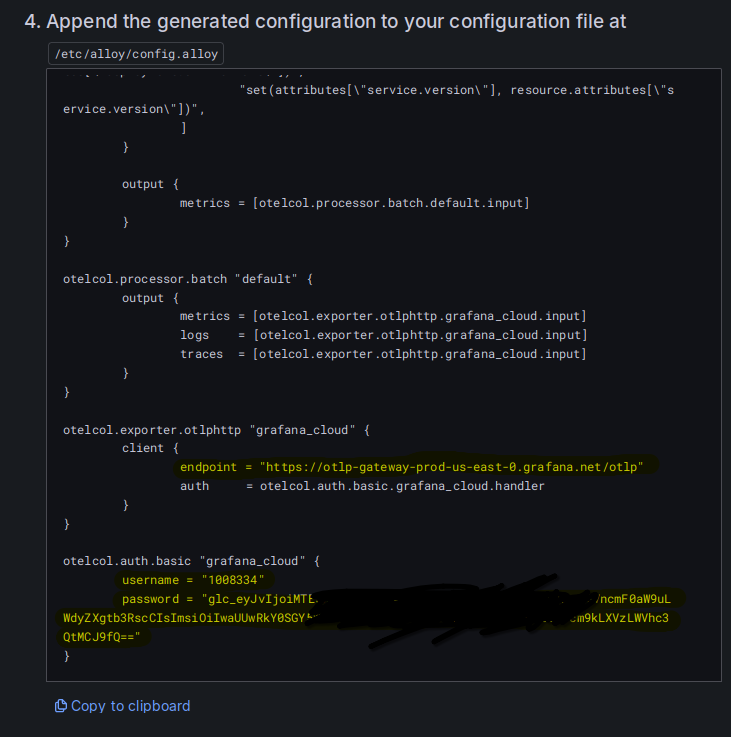 4. Append the generated configuration to your configuration file at
/etc/alloy/config.alloy
"set(attributes[\"service.version\"], resource.attributes[\"s
ervice.version\"])",
]
}
output {
metrics = [otelcol.processor.batch.default.input]
}
}
otelcol.processor.batch "default" {
output {
metrics = [otelcol.exporter.otlphttp.grafana_cloud.input]
logs    = [otelcol.exporter.otlphttp.grafana_cloud.input]
traces  = [otelcol.exporter.otlphttp.grafana_cloud.input]
}
}
otelcol.exporter.otlphttp "grafana_cloud" {
client {
endpoint = "https://otlp-gateway-prod-us-east-0.grafana.net/otlp"
auth     = otelcol.auth.basic.grafana_cloud.handler
}
}
otelcol.auth.basic "grafana_cloud" {
username = "1008334"
password = "glc_eyJvIjoiMTE ncmF0aW9uL
WdyZXgtb3RscCIsImsiOiIwaUUwRkY0SGY m9kLXVzLWVhc3
QtMCJ9fQ=="
}
Copy to clipboard